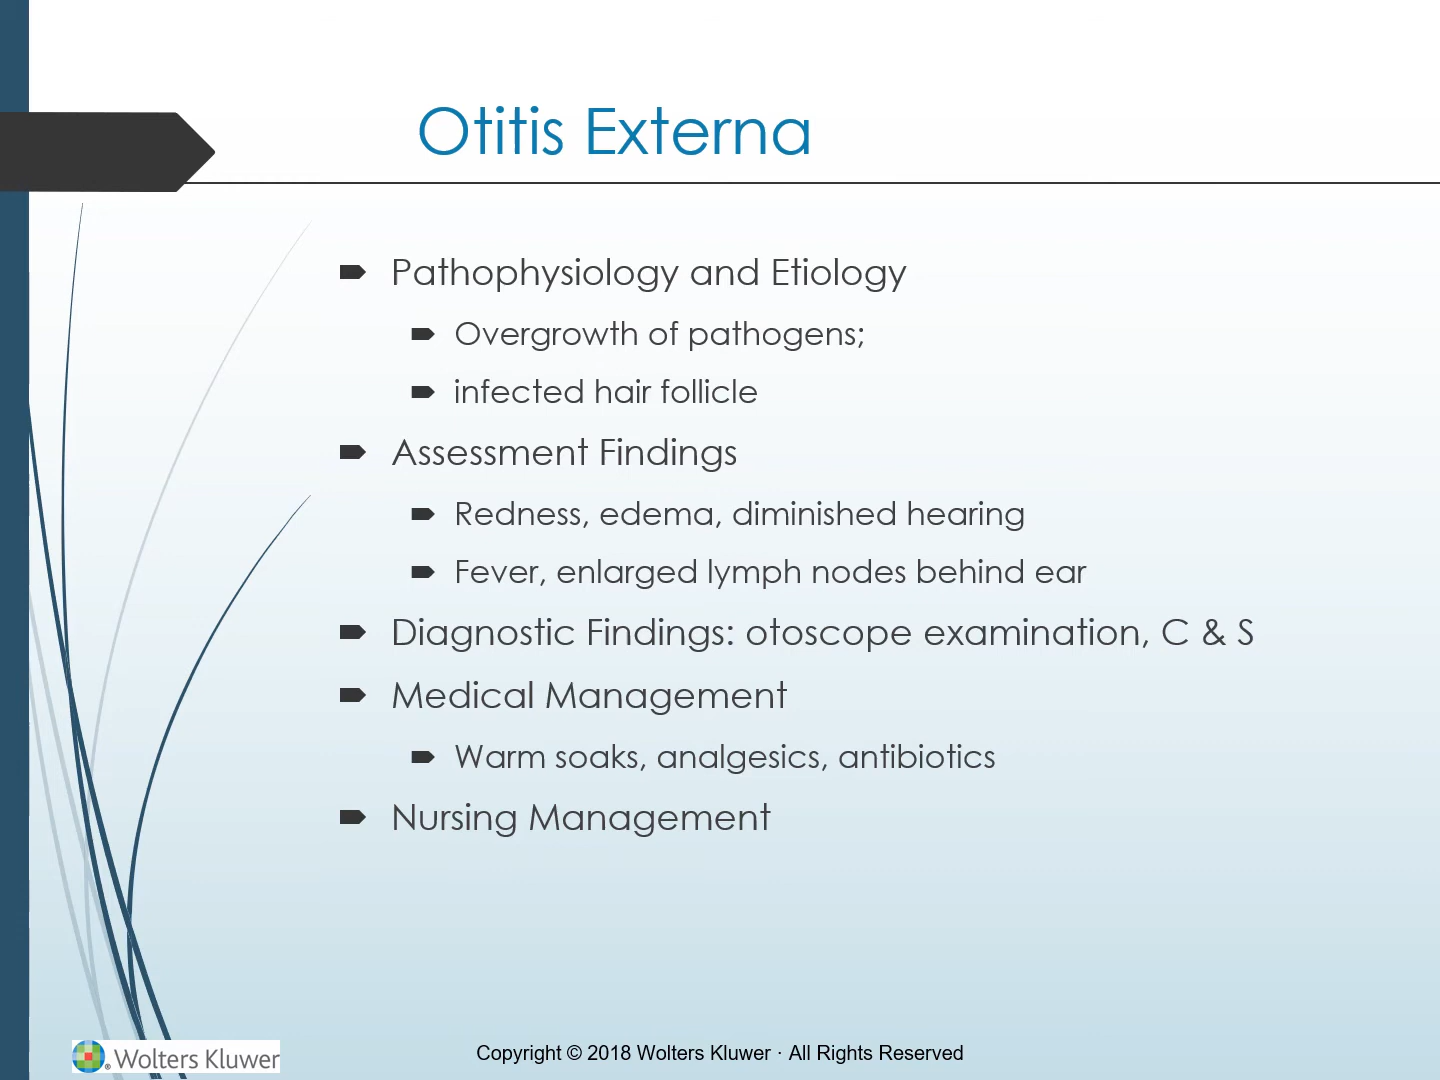 Otitis Externa
Pathophysiology and Etiology
Overgrowth of pathogens;
infected hair follicle
Assessment Findings
Redness, edema, diminished hearing
Fever, enlarged lymph nodes behind ear
Diagnostic Findings: otoscope examination, C & S
Medical Management
Warm soaks, analgesics, antibiotics
Nursing Management
Wolters Kluwer
Copyright © 2018 Wolters Kluwer · All Rights Reserved